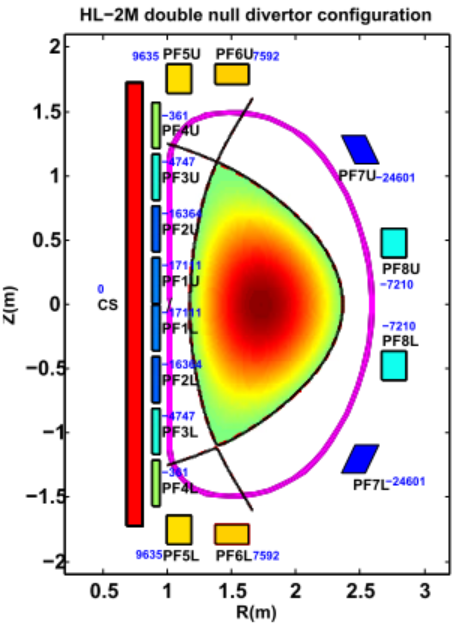 HL−2M double null divertor configuration
2
9635 PF5U PF6U 7592
1.5
−361
PF4U
1
−4747
PF3U
PF7U −24601
0.5
−16364
PF2U
PF8U
−7210
−17111
PF1U
0
CS
0
−17111
PF1L
−7210
PF8L
−0.5
−16364
PF2L
−4747
PF3L
−1
−361
PF4L
PF7L −24601
−1.5
9635 PF5L PF6L 7592
−2
Z(m)
0.5 1 1.5 2 2.5 3
R(m)